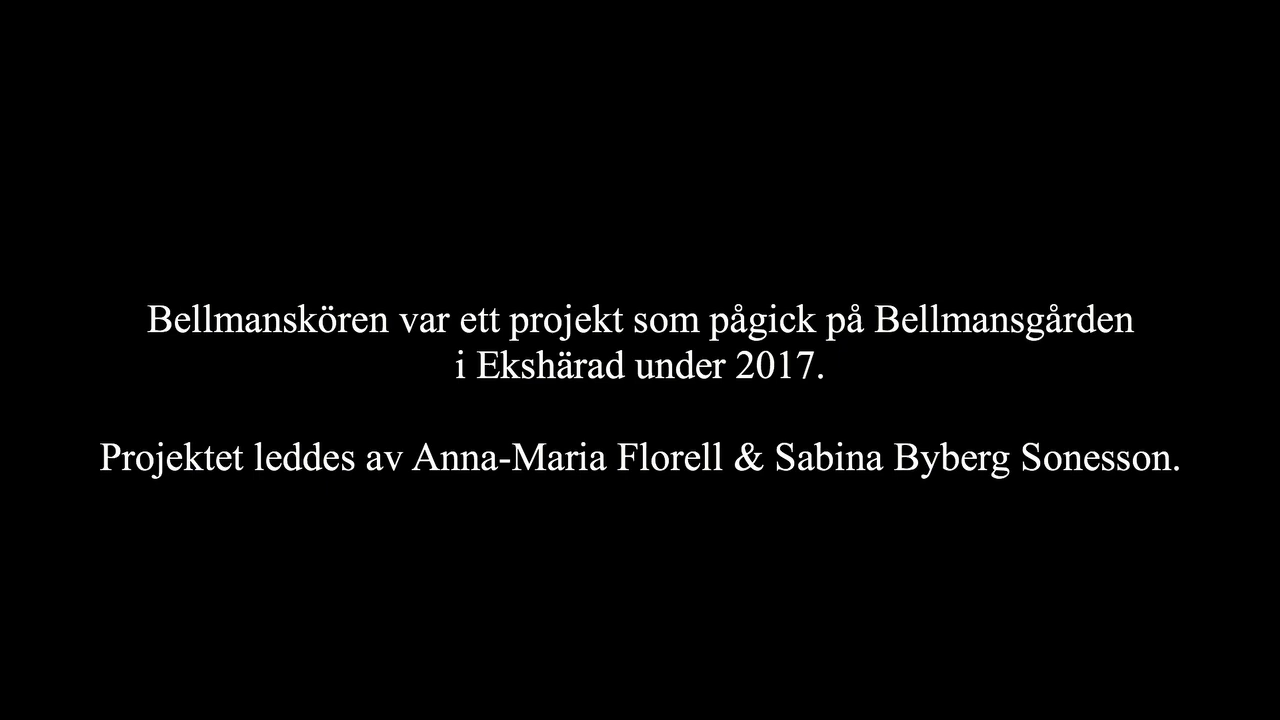 Bellmanskören var ett projekt som pågick på Bellmansgården
i Ekshärad under 2017.
Projektet leddes av Anna-Maria Florell & Sabina Byberg Sonesson.